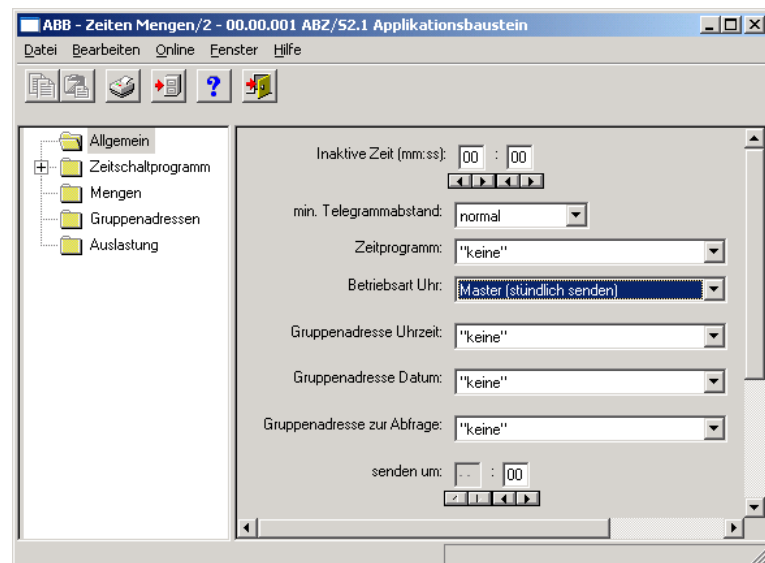 ABB - Zeiten Mengen/2 - 00.00.001 ABZ/S2.1 Applikationsbaustein
Datei Bearbeiten Online Fenster Hilfe
Allgemein
Zeitschaltprogramm
Mengen
Gruppenadressen
Auslastung
Inaktive Zeit (mm:ss): 00 : 00
min. Telegrammabstand: normal
Zeitprogramm: "keine"
Betriebsart Uhr: Master (stündlich senden)
Gruppenadresse Uhrzeit: "keine"
Gruppenadresse Datum: "keine"
Gruppenadresse zur Abfrage: "keine"
senden um: -- : 00